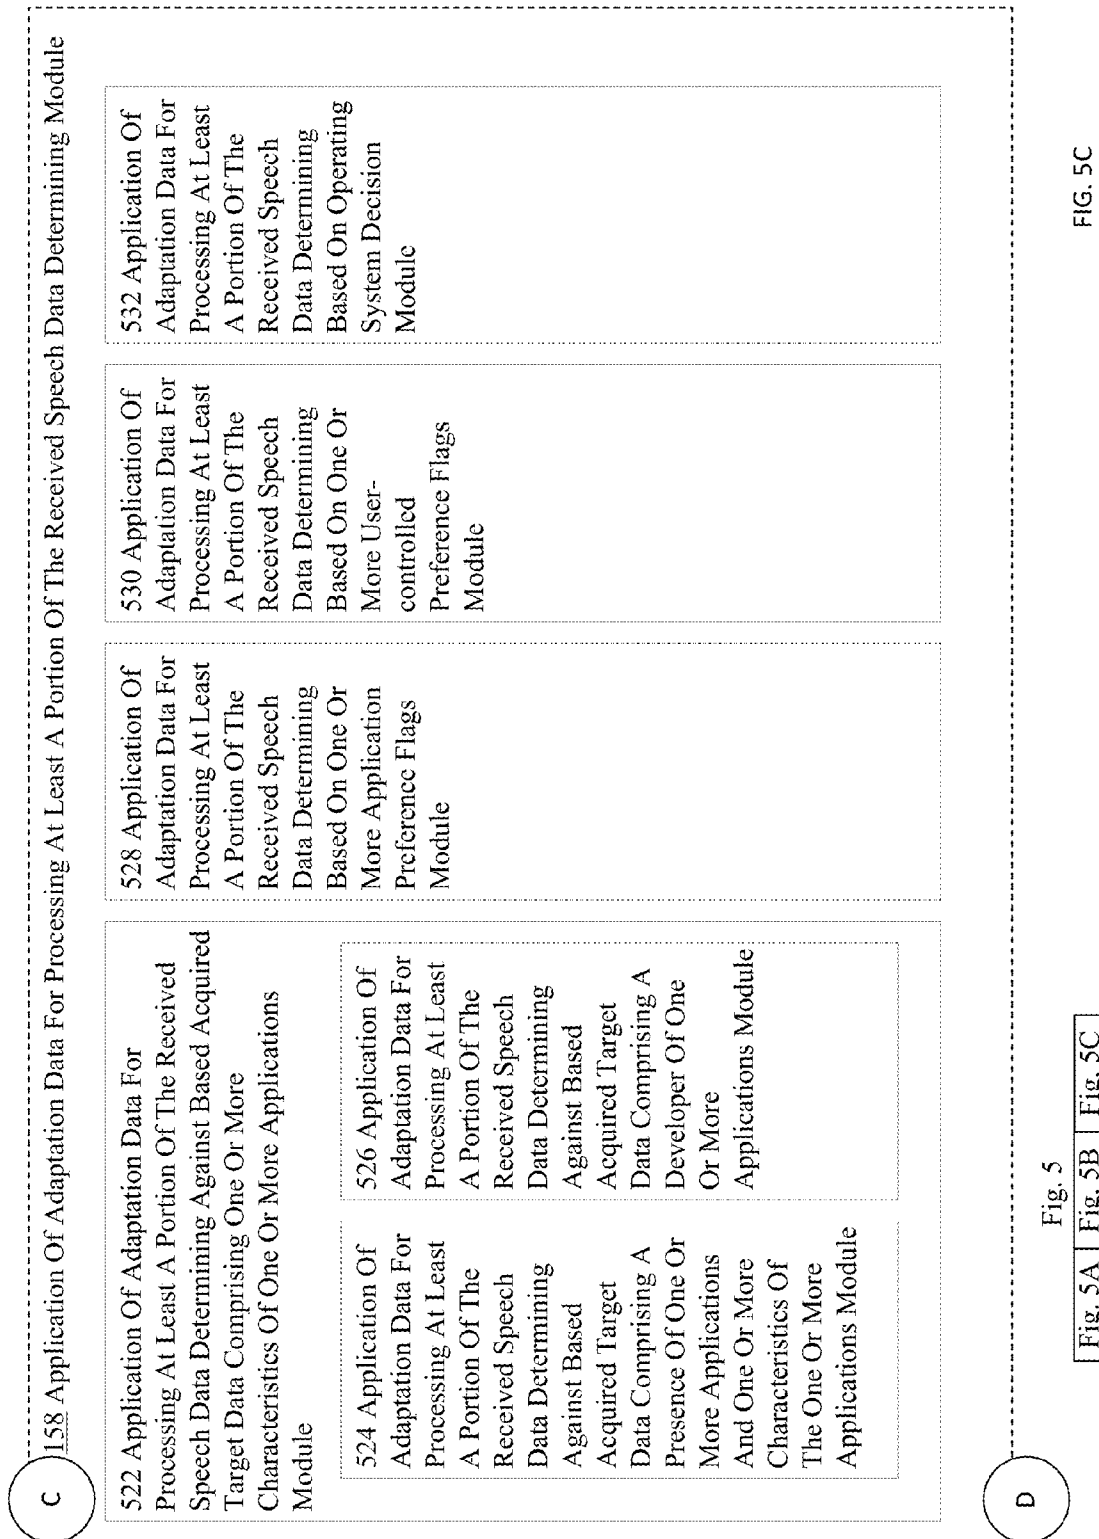 C
158 Application Of Adaptation Data For Processing At Least A Portion Of The Received Speech Data Determining Module
522 Application Of Adaptation Data For
Processing At Least A Portion Of The Received
Speech Data Determining Against Based Acquired
Target Data Comprising One Or More
Characteristics Of One Or More Applications
Module
524 Application Of
Adaptation Data For
Processing At Least
A Portion Of The
Received Speech
Data Determining
Against Based
Acquired Target
Data Comprising A
Presence Of One Or
More Applications
And One Or More
Characteristics Of
The One Or More
Applications Module
526 Application Of
Adaptation Data For
Processing At Least
A Portion Of The
Received Speech
Data Determining
Against Based
Acquired Target
Data Comprising A
Developer Of One
Or More
Applications Module
528 Application Of
Adaptation Data For
Processing At Least
A Portion Of The
Received Speech
Data Determining
Based On One Or
More Application
Preference Flags
Module
530 Application Of
Adaptation Data For
Processing At Least
A Portion Of The
Received Speech
Data Determining
Based On One Or
More User-
controlled
Preference Flags
Module
532 Application Of
Adaptation Data For
Processing At Least
A Portion Of The
Received Speech
Data Determining
Based On Operating
System Decision
Module
D
Fig. 5
Fig. 5A Fig. 5B Fig. 5C
FIG. 5C